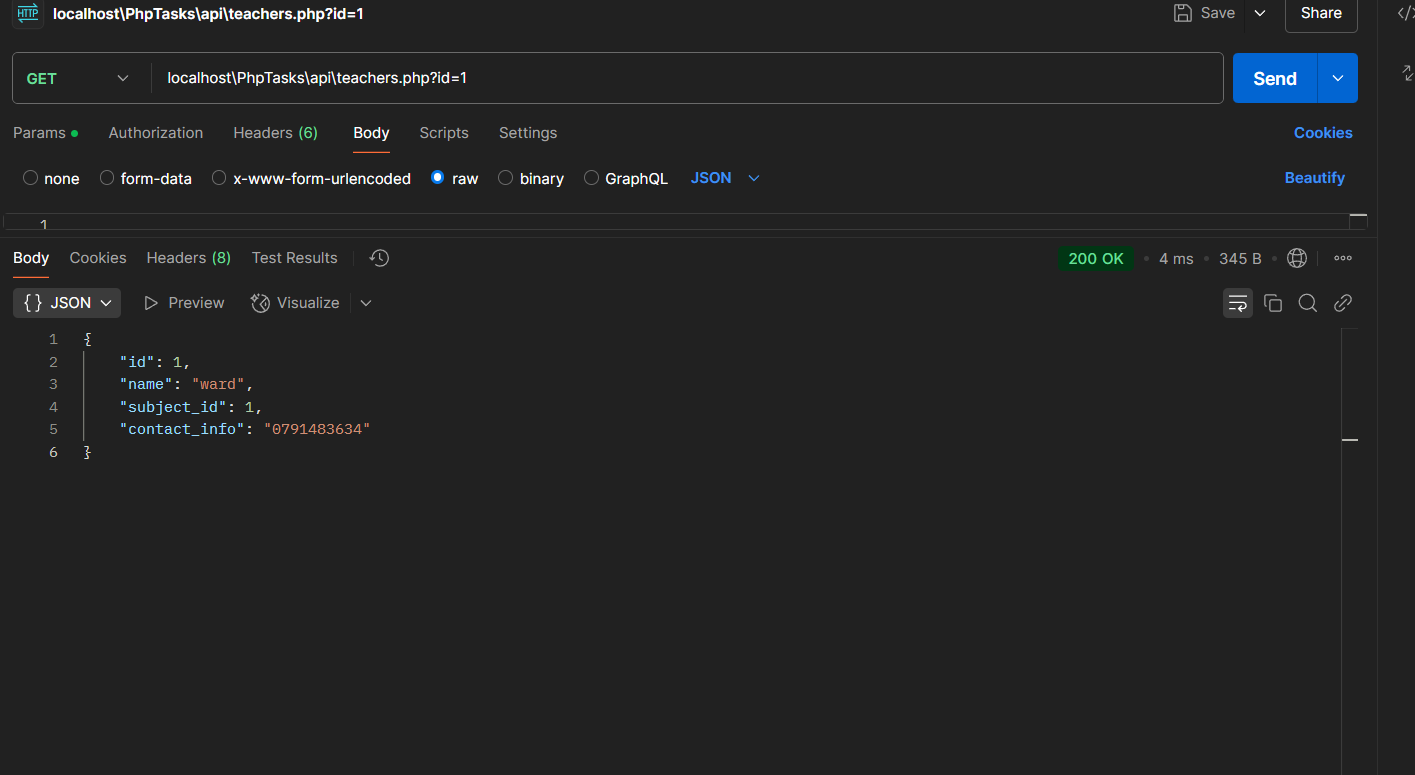 HTTP localhost\PhpTasks\api\teachers.php?id=1 Save Share
GET localhost\PhpTasks\api\teachers.php?id=1 Send
Params Authorization Headers (6) Body Scripts Settings Cookies
none form-data x-www-form-urlencoded raw binary GraphQL JSON Beautify
1
Body Cookies Headers (8) Test Results 200 OK 4 ms 345 B
{} JSON Preview Visualize
1 {
2 "id": 1,
3 "name": "ward",
4 "subject_id": 1,
5 "contact_info": "0791483634"
6 }